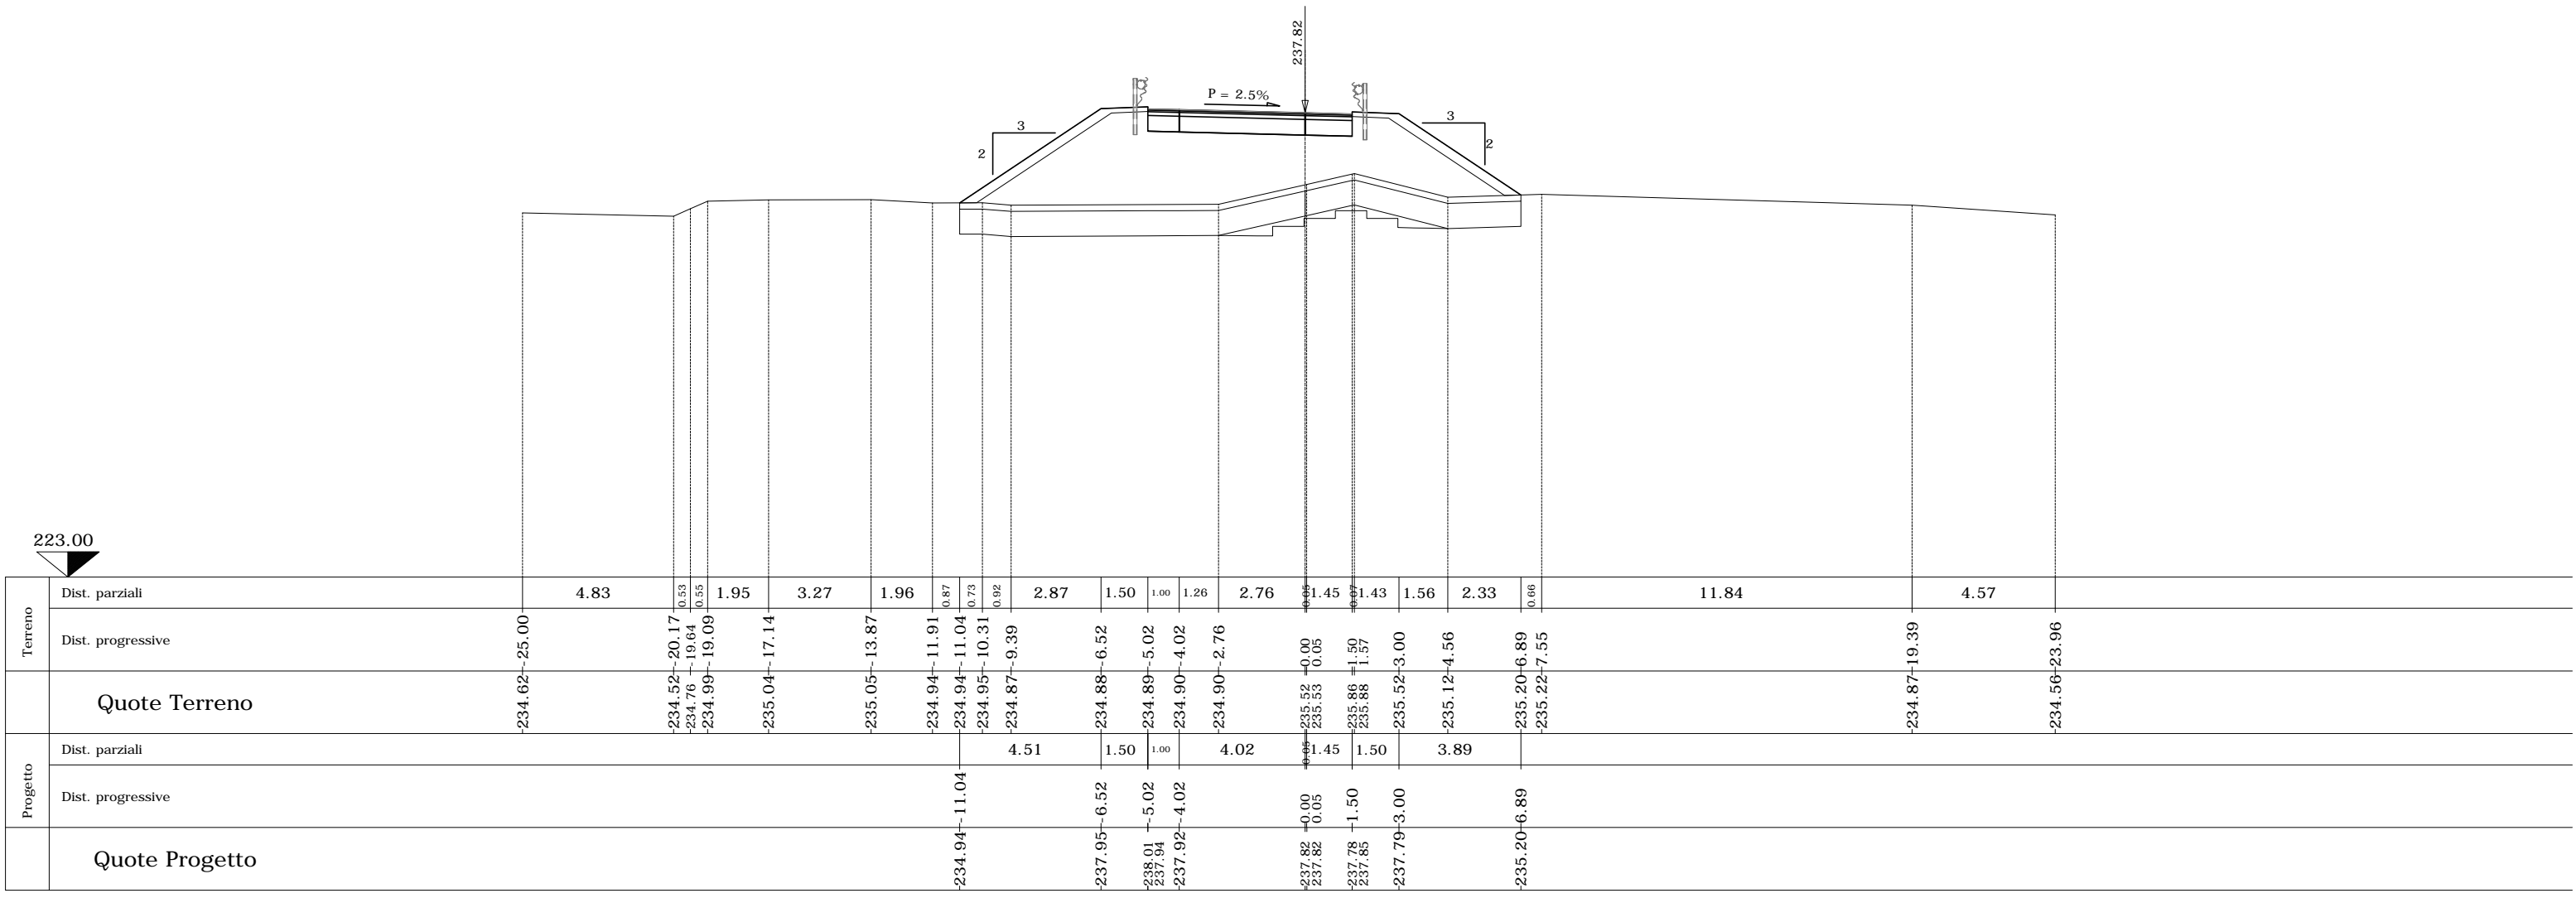 237.82
P = 2.5%
3
2
3
2
223.00
Terreno
Dist. parziali
4.83 0.53 0.55 1.95 3.27 1.96 0.87 0.73 0.92 2.87 1.50 1.00 1.26 2.76 0.05 1.45 0.07 1.43 1.56 2.33 0.66 11.84 4.57
Dist. progressive
-25.00 -20.17 -19.64 -19.09 -17.14 -13.87 -11.91 -11.04 -10.31 -9.39 -6.52 -5.02 -4.02 -2.76 0.00 0.05 1.50 1.57 3.00 4.56 6.89 7.55 19.39 23.96
Quote Terreno
234.62 234.52 234.76 234.99 235.04 235.05 234.94 234.94 234.95 234.87 234.88 234.89 234.90 234.90 235.52 235.53 235.86 235.88 235.52 235.12 235.20 235.22 234.87 234.56
Progetto
Dist. parziali
4.51 1.50 1.00 4.02 0.05 1.45 1.50 3.89
Dist. progressive
-11.04 -6.52 -5.02 -4.02 0.00 0.05 1.50 3.00 6.89
Quote Progetto
234.94 237.95 238.01 237.94 237.92 237.82 237.82 237.78 237.85 237.79 235.20